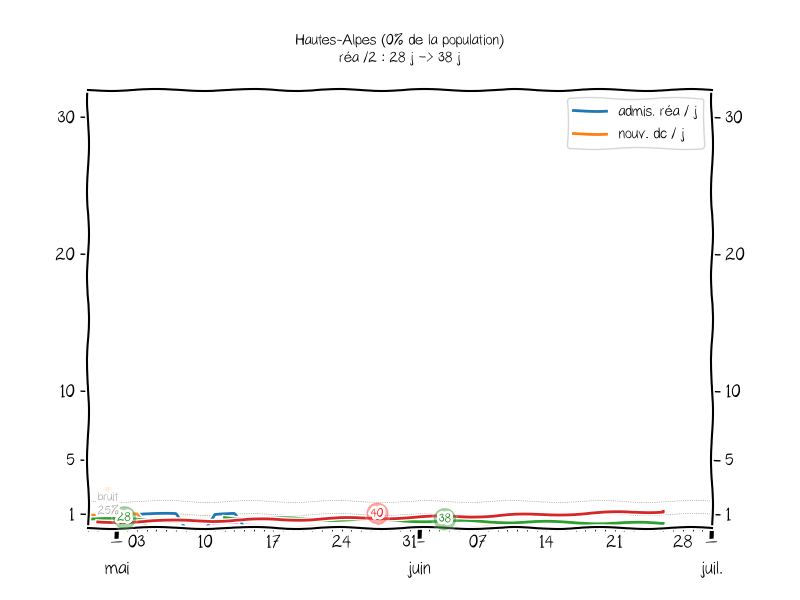 Hautes-Alpes (0% de la population)
réa /2 : 28 j -> 38 j
admis. réa / j
nouv. dc / j
30
30
20
20
10
10
5
5
1
1
bruit
25%
28
40
38
03 10 17 24 31 07 14 21 28
mai juin juil.